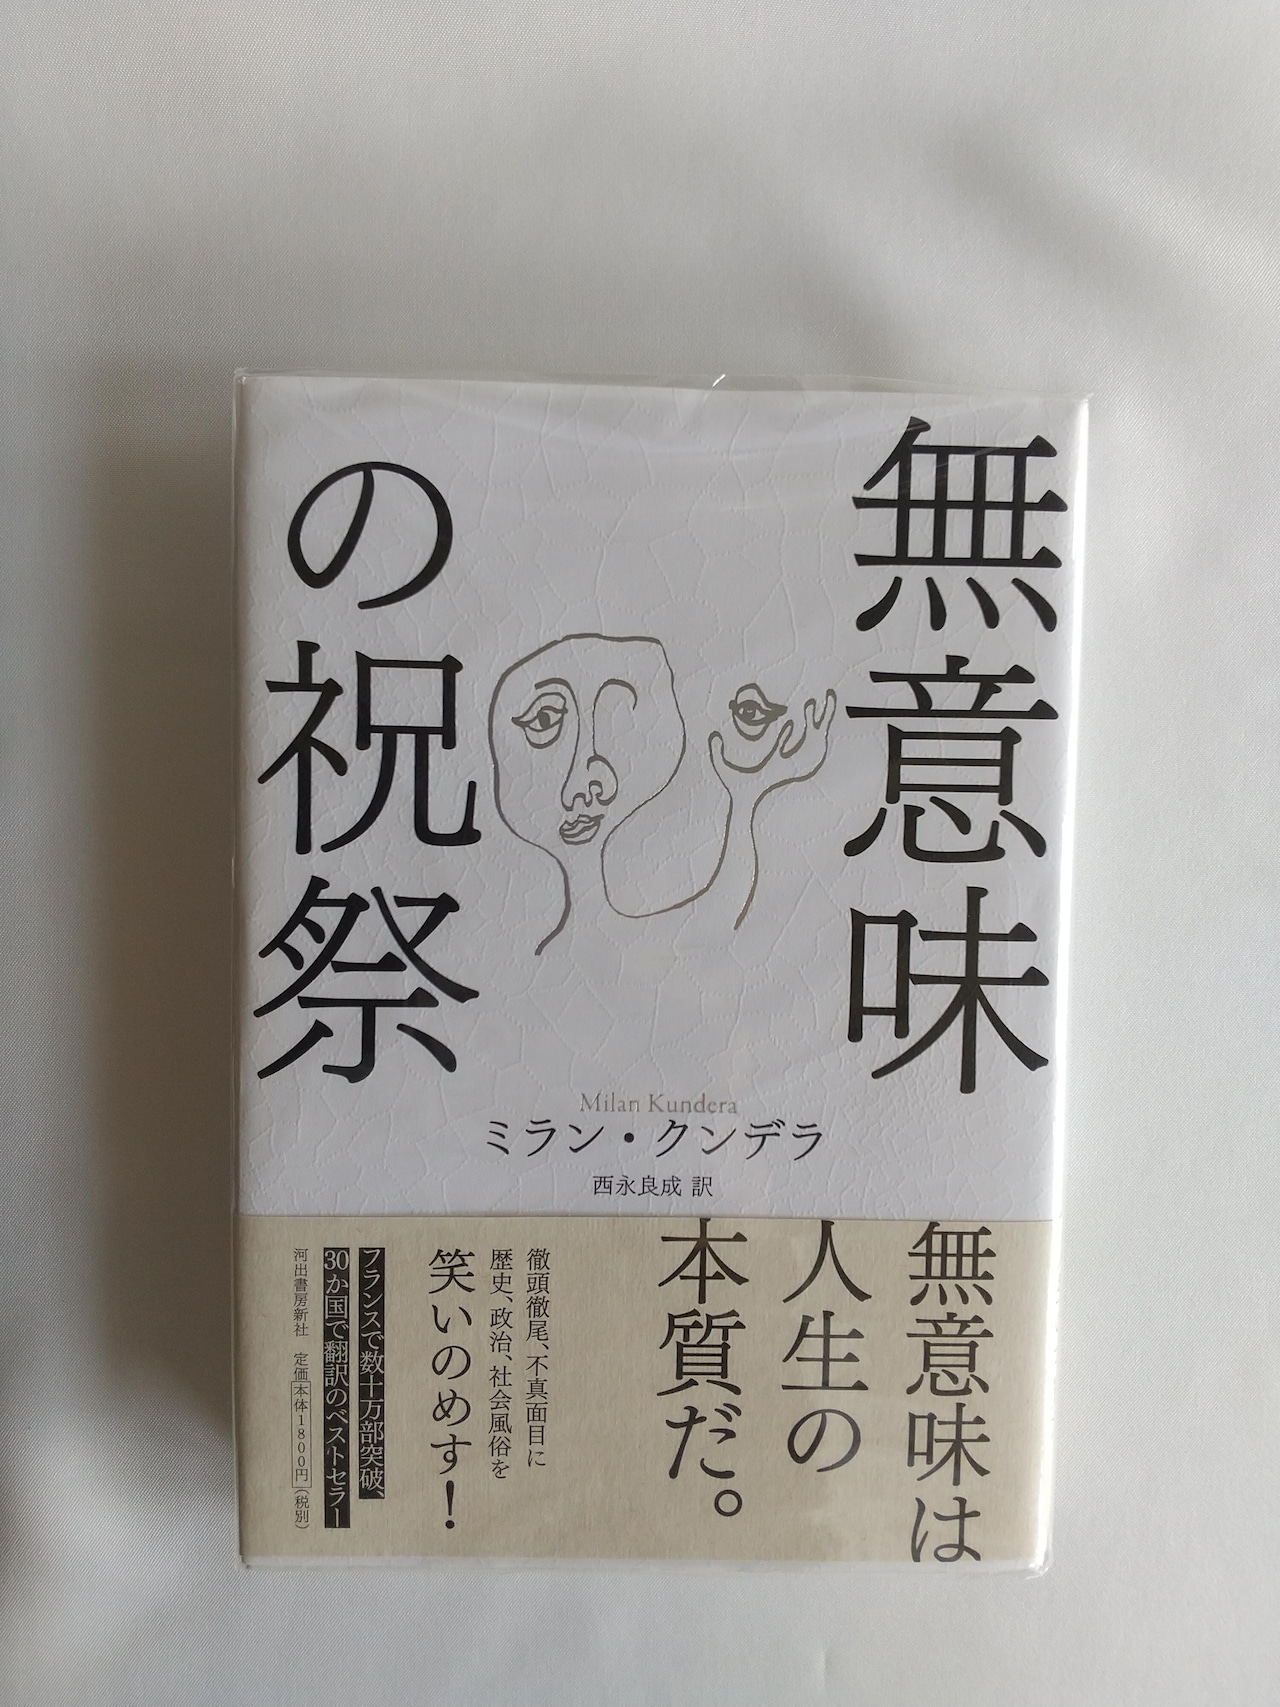 無意味
の祝祭
Milan Kundera
ミラン・クンデラ
西永良成 訳
無意味は
人生の
本質だ。
徹頭徹尾、不真面目に
歴史、政治、社会風俗を
笑いのめす!
フランスで数十万部突破、
30か国で翻訳のベストセラー
河出書房新社 定価本体1800円(税別)